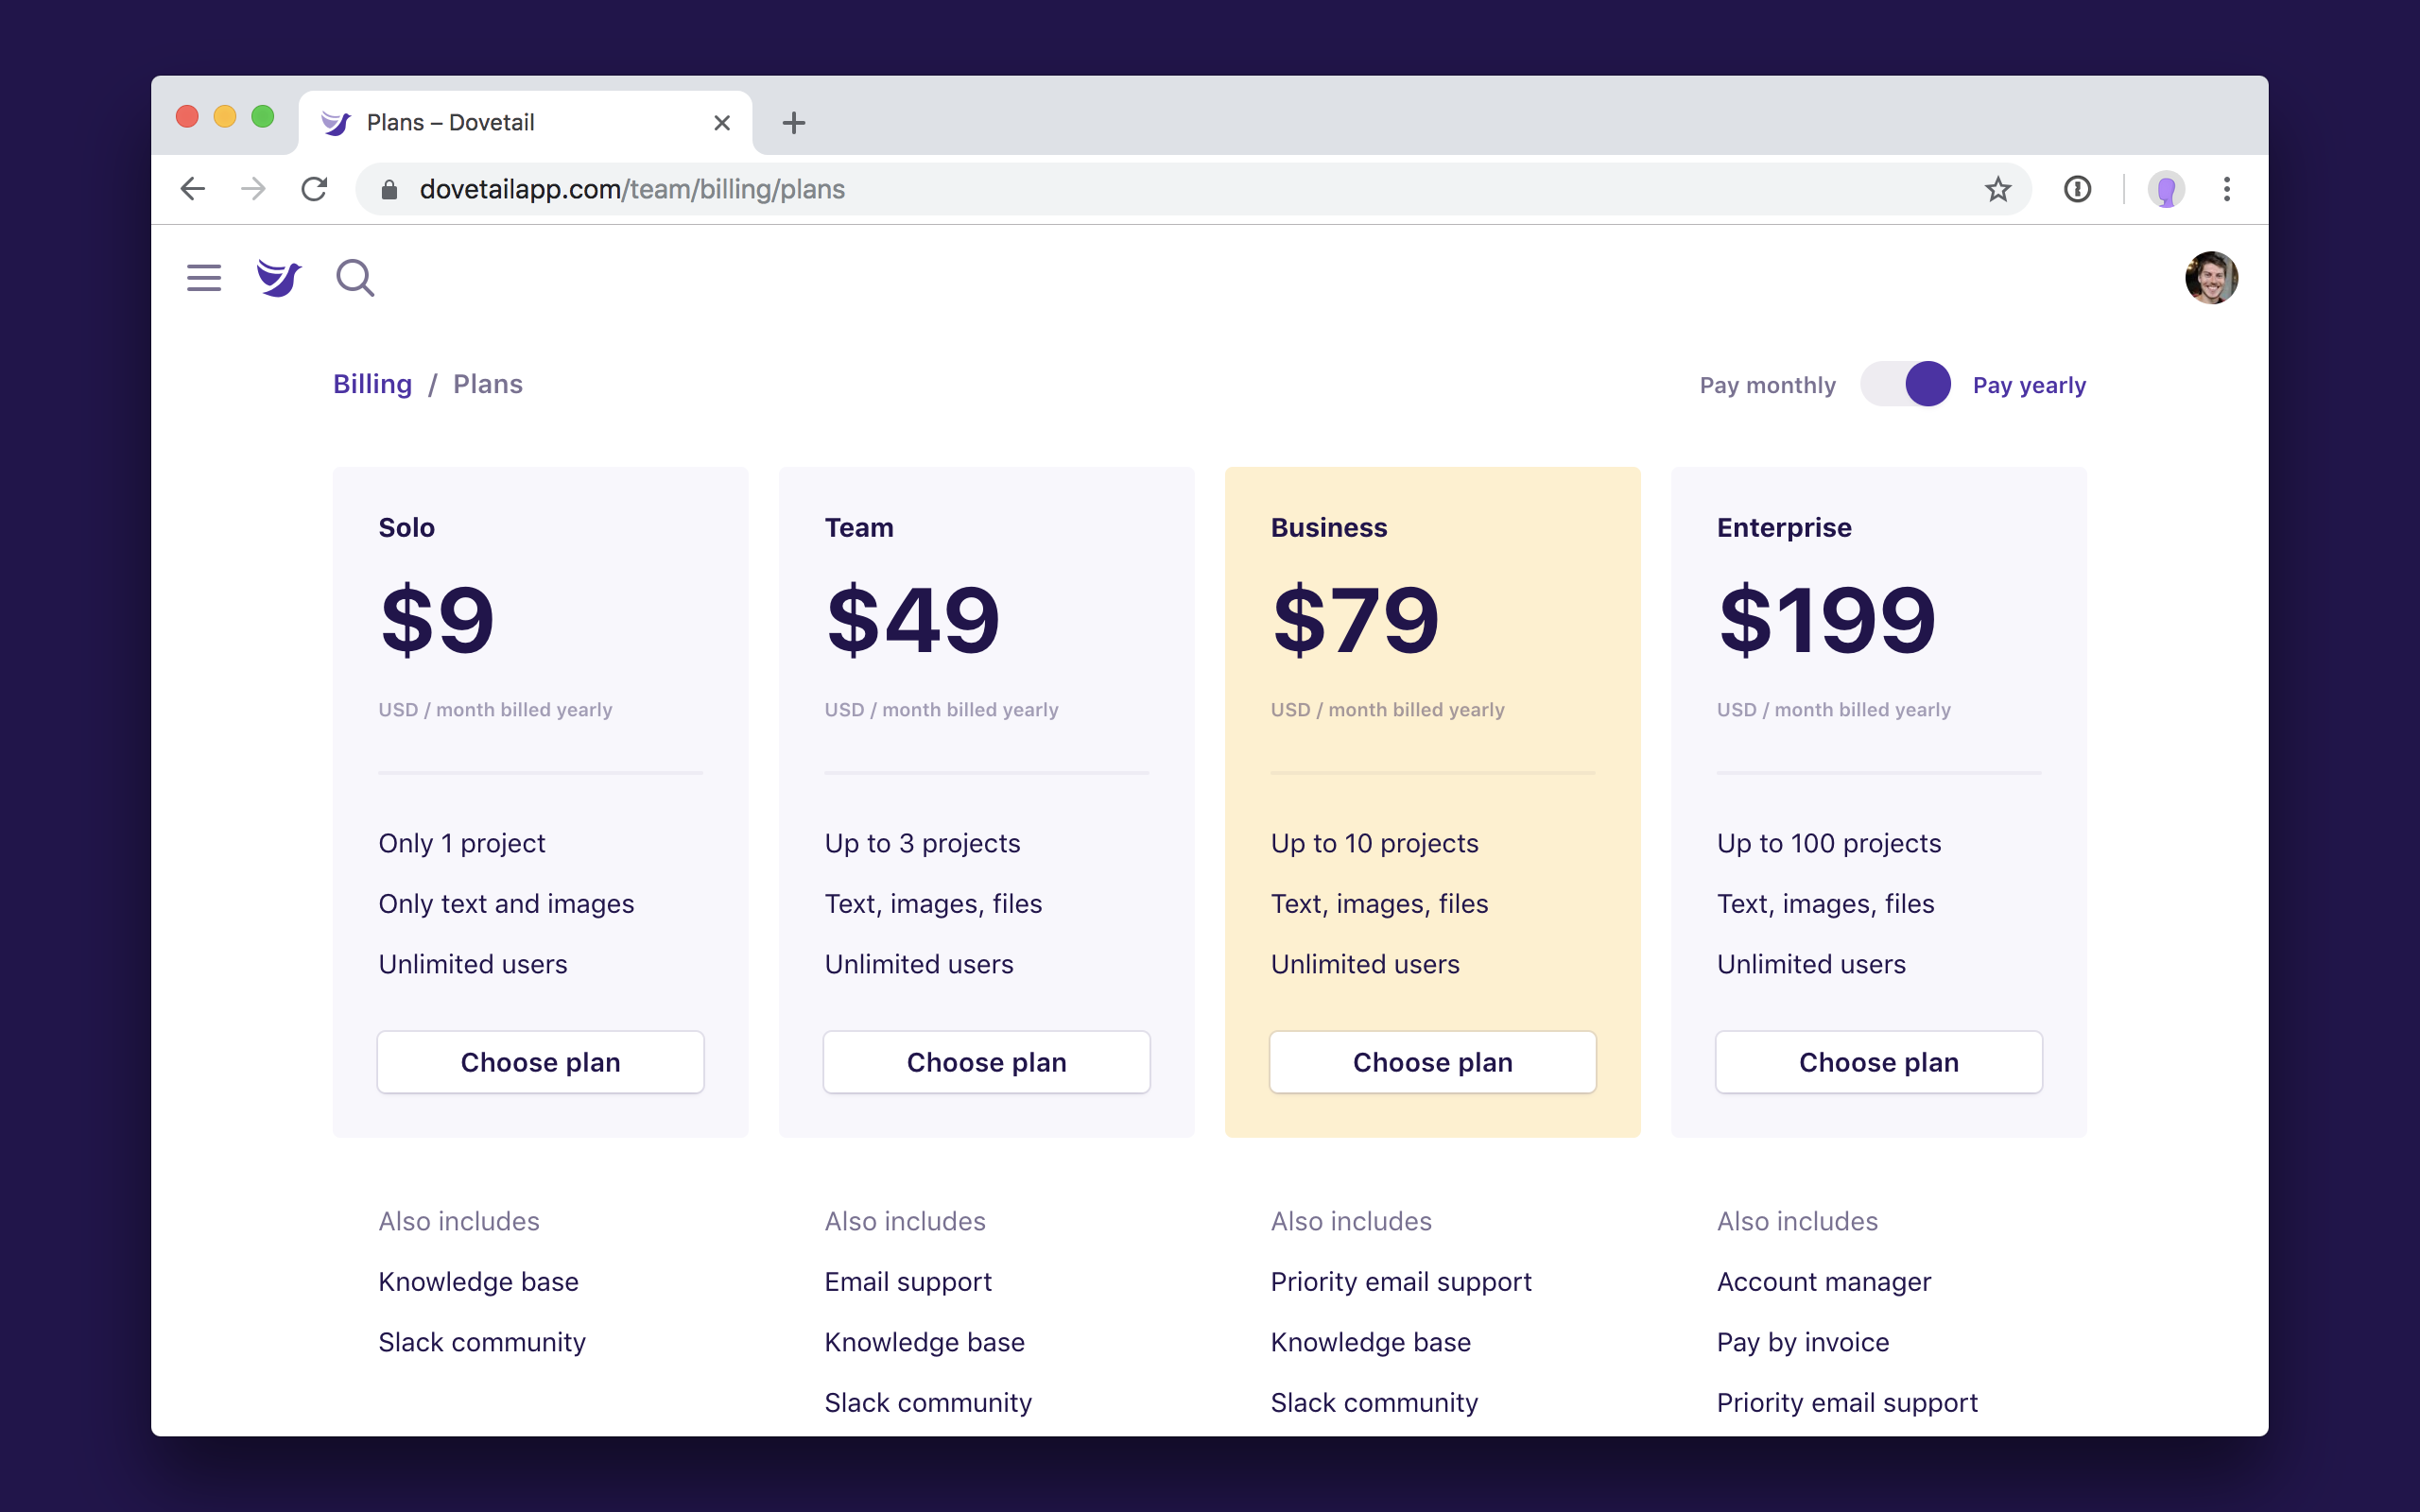 Plans – Dovetail
dovetailapp.com/team/billing/plans
Billing / Plans
Pay monthly
Pay yearly
Solo
$9
USD / month billed yearly
Only 1 project
Only text and images
Unlimited users
Choose plan
Also includes
Knowledge base
Slack community
Team
$49
USD / month billed yearly
Up to 3 projects
Text, images, files
Unlimited users
Choose plan
Also includes
Email support
Knowledge base
Slack community
Business
$79
USD / month billed yearly
Up to 10 projects
Text, images, files
Unlimited users
Choose plan
Also includes
Priority email support
Knowledge base
Slack community
Enterprise
$199
USD / month billed yearly
Up to 100 projects
Text, images, files
Unlimited users
Choose plan
Also includes
Account manager
Pay by invoice
Priority email support